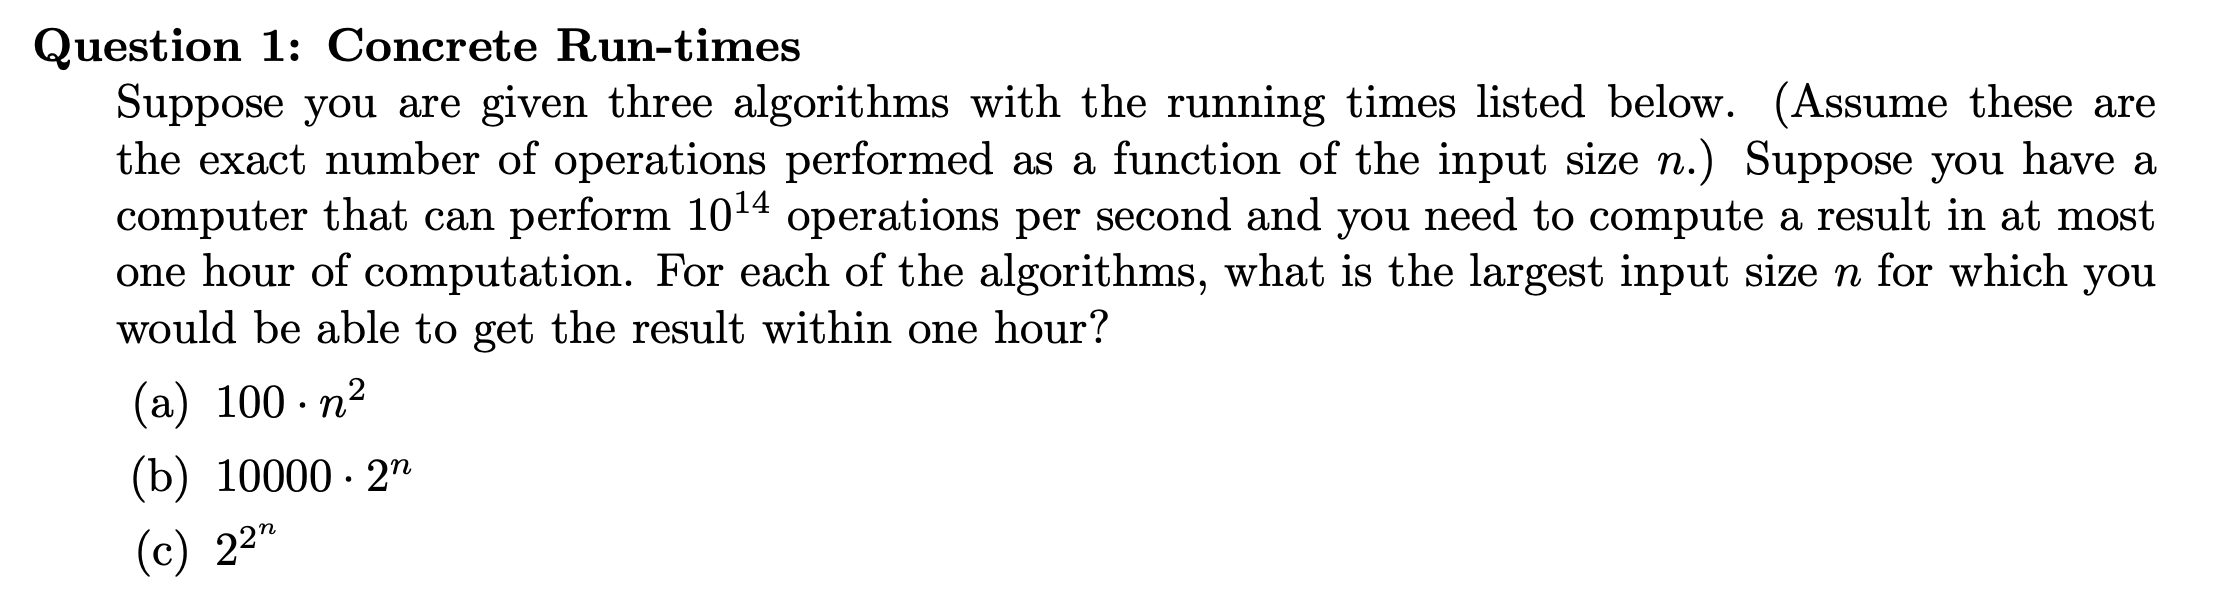 Question 1: Concrete Run-times
Suppose you are given three algorithms with the running times listed below. (Assume these are
the exact number of operations performed as a function of the input size n.) Suppose you have a
computer that can perform 10^14 operations per second and you need to compute a result in at most
one hour of computation. For each of the algorithms, what is the largest input size n for which you
would be able to get the result within one hour?
(a) 100 · n^2
(b) 10000 · 2^n
(c) 2^{2^n}